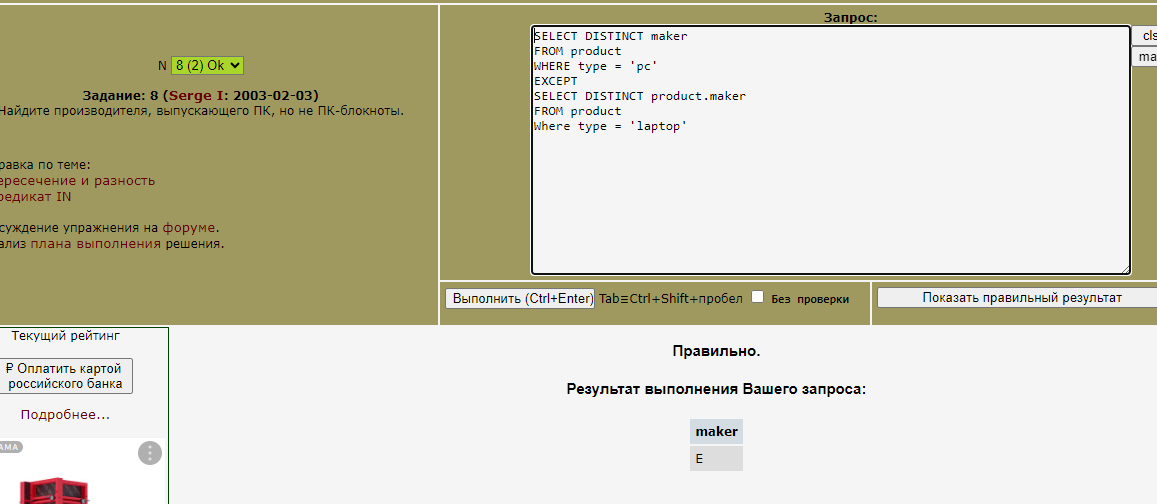 N 8 (2) Ok
Задание: 8 (Serge I: 2003-02-03)
Найдите производителя, выпускающего ПК, но не ПК-блокноты.
равка по теме:
ересечение и разность
редикат IN
суждение упражнения на форуме.
ализ плана выполнения решения.
Запрос:
SELECT DISTINCT maker
FROM product
WHERE type = 'pc'
EXCEPT
SELECT DISTINCT product.maker
FROM product
Where type = 'laptop'
cls
ma
Выполнить (Ctrl+Enter) Tab≡Ctrl+Shift+пробел Без проверки
Показать правильный результат
Текущий рейтинг
₽ Оплатить картой
российского банка
Подробнее...
АМА
Правильно.
Результат выполнения Вашего запроса:
maker
E